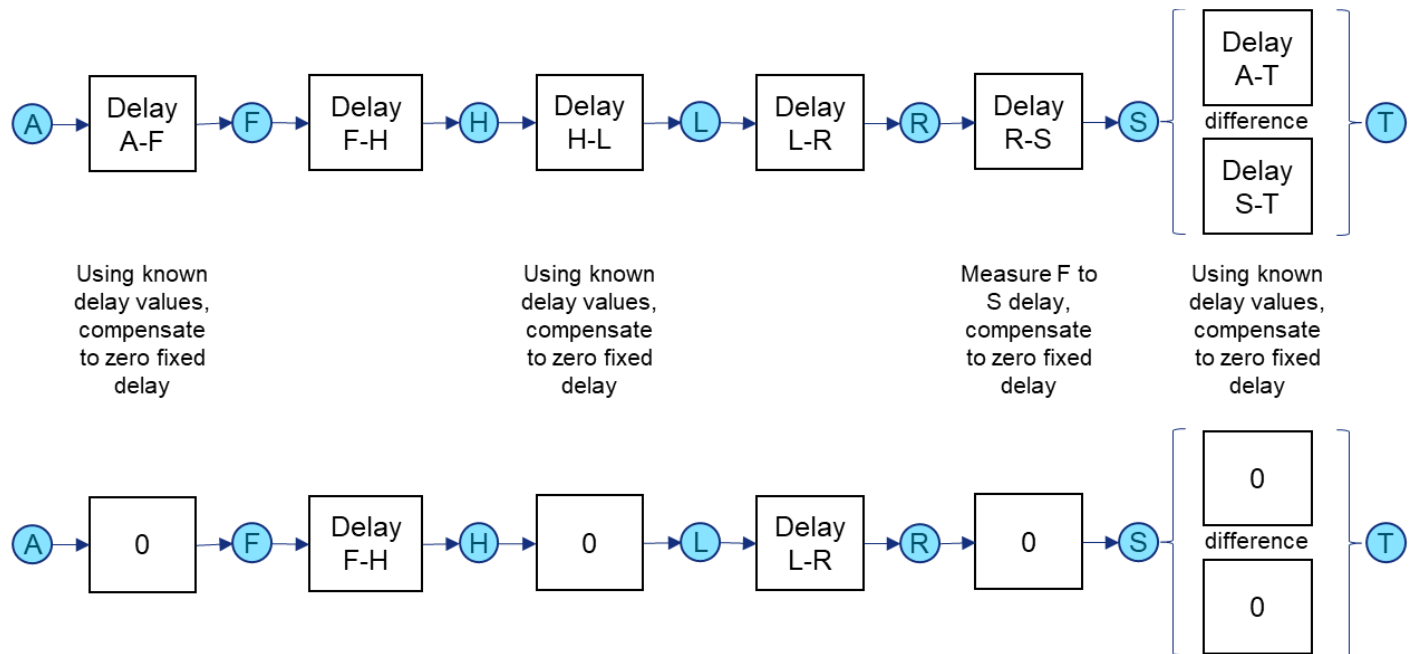 A
Delay
A-F
F
Delay
F-H
H
Delay
H-L
L
Delay
L-R
R
Delay
R-S
S
Delay
A-T
difference
Delay
S-T
T
Using known
delay values,
compensate
to zero fixed
delay
Using known
delay values,
compensate
to zero fixed
delay
Measure F to
S delay,
compensate
to zero fixed
delay
Using known
delay values,
compensate
to zero fixed
delay
A
0
F
Delay
F-H
H
0
L
Delay
L-R
R
0
S
0
difference
0
T